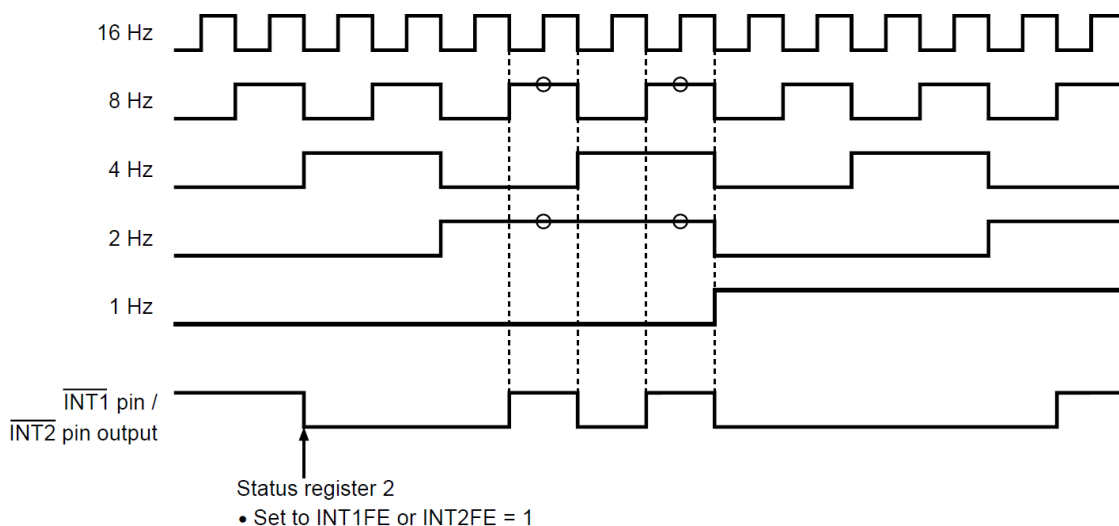 16 Hz
8 Hz
4 Hz
2 Hz
1 Hz
INT1 pin /
INT2 pin output
Status register 2
• Set to INT1FE or INT2FE = 1